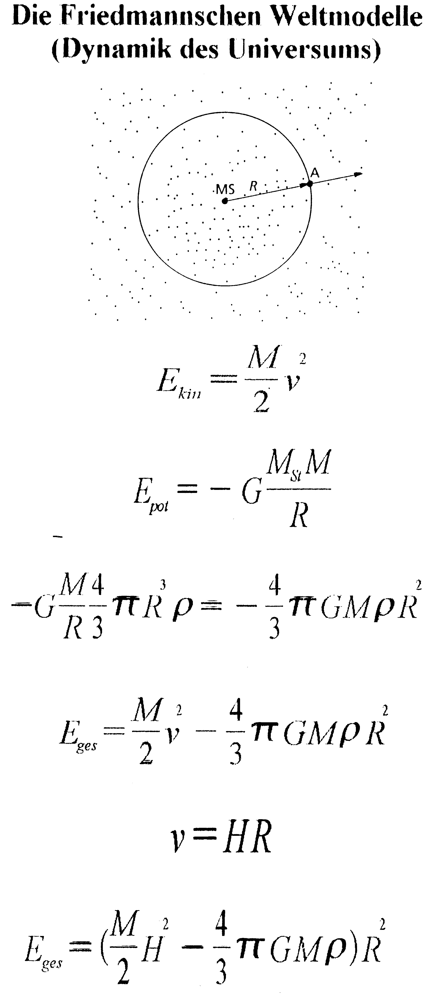 Die Friedmannschen Weltmodelle
(Dynamik des Universums)
A
MS R
E_kin = M/2 v²
E_pot = − G M_St M / R
−G M/R 4/3 π R³ ρ = − 4/3 π G M ρ R²
E_ges = M/2 v² − 4/3 π G M ρ R²
v = HR
E_ges = (M/2 H² − 4/3 π G M ρ) R²